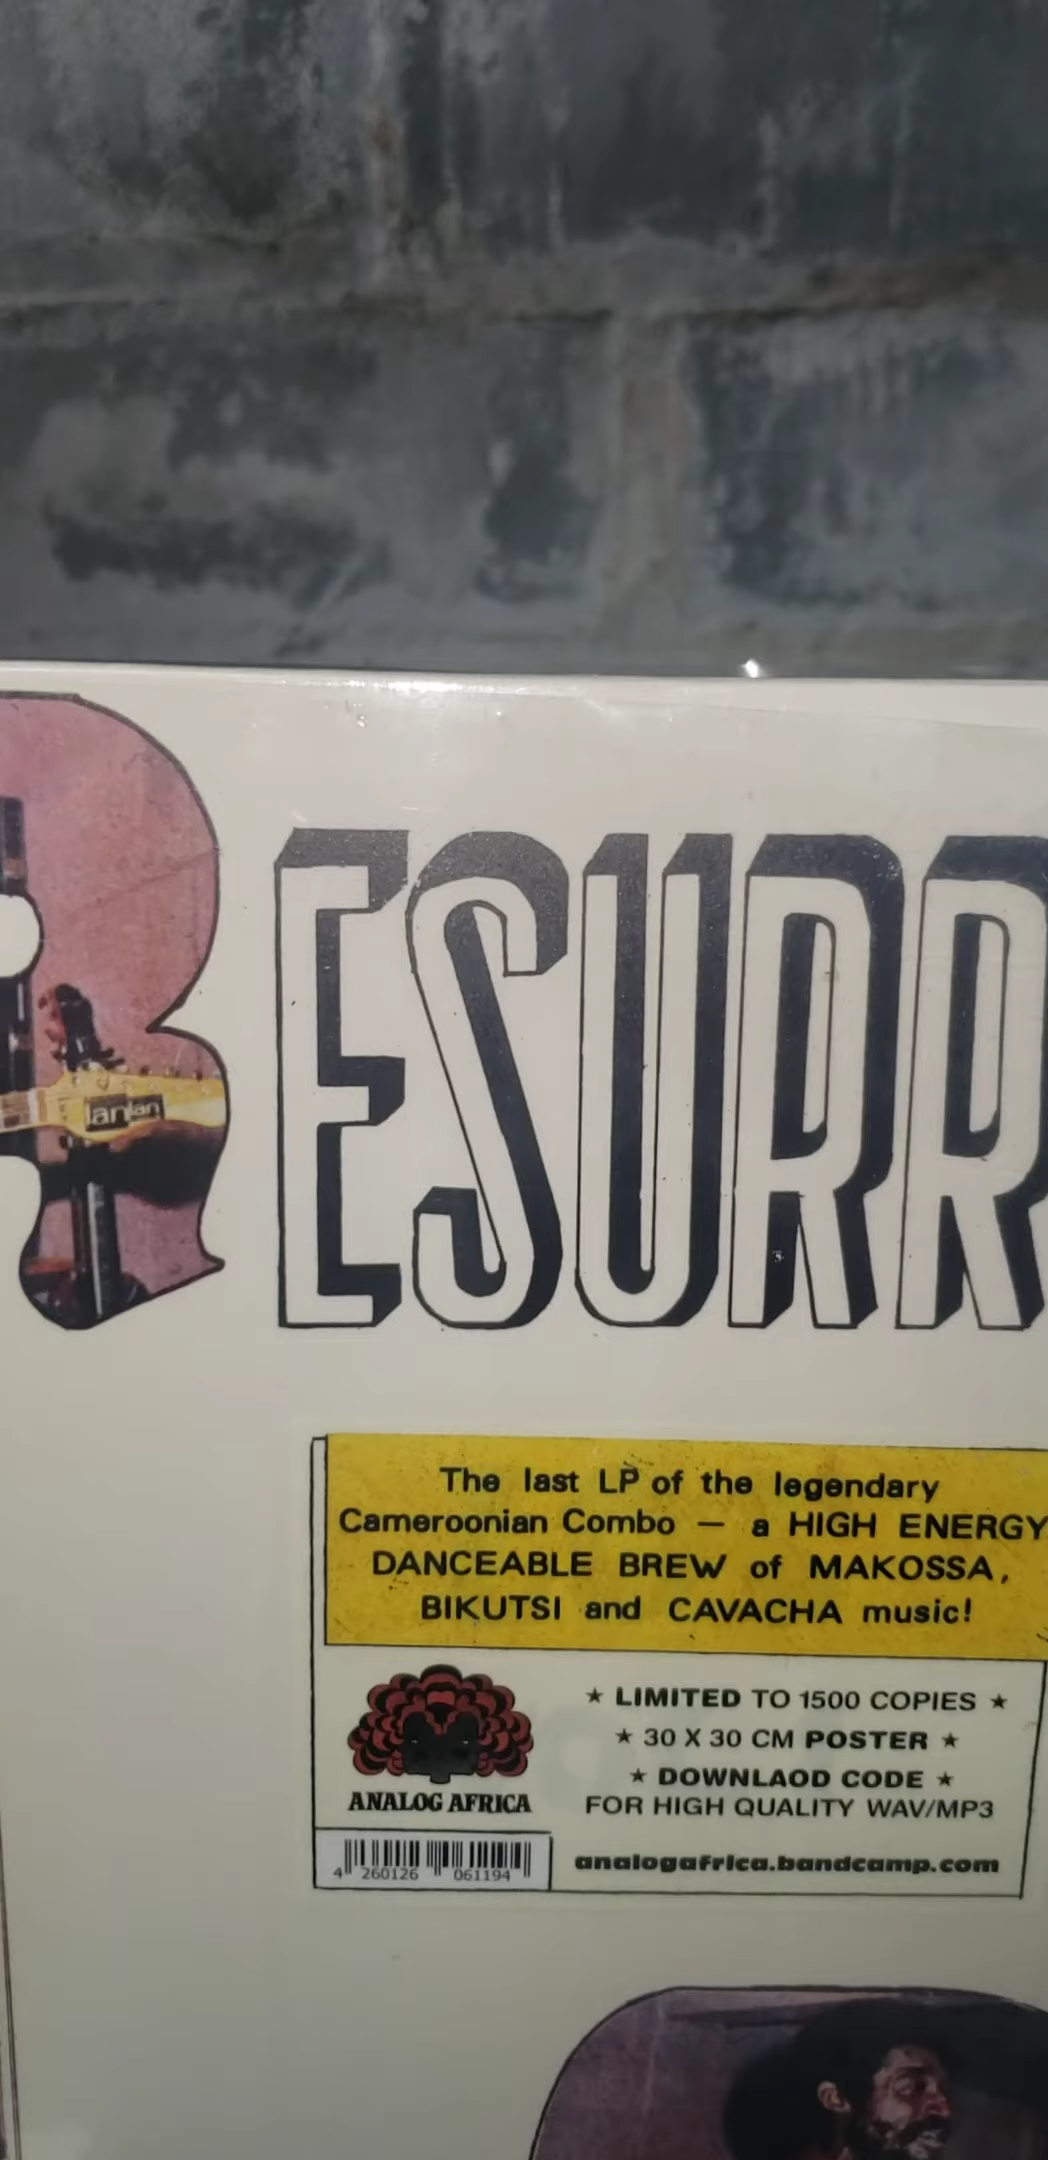 RESURR
lanlan
The last LP of the legendary
Cameroonian Combo — a HIGH ENERGY
DANCEABLE BREW of MAKOSSA,
BIKUTSI and CAVACHA music!
★ LIMITED TO 1500 COPIES ★
★ 30 X 30 CM POSTER ★
★ DOWNLAOD CODE ★
FOR HIGH QUALITY WAV/MP3
ANALOG AFRICA
4 260126 061194
analogafrica.bandcamp.com